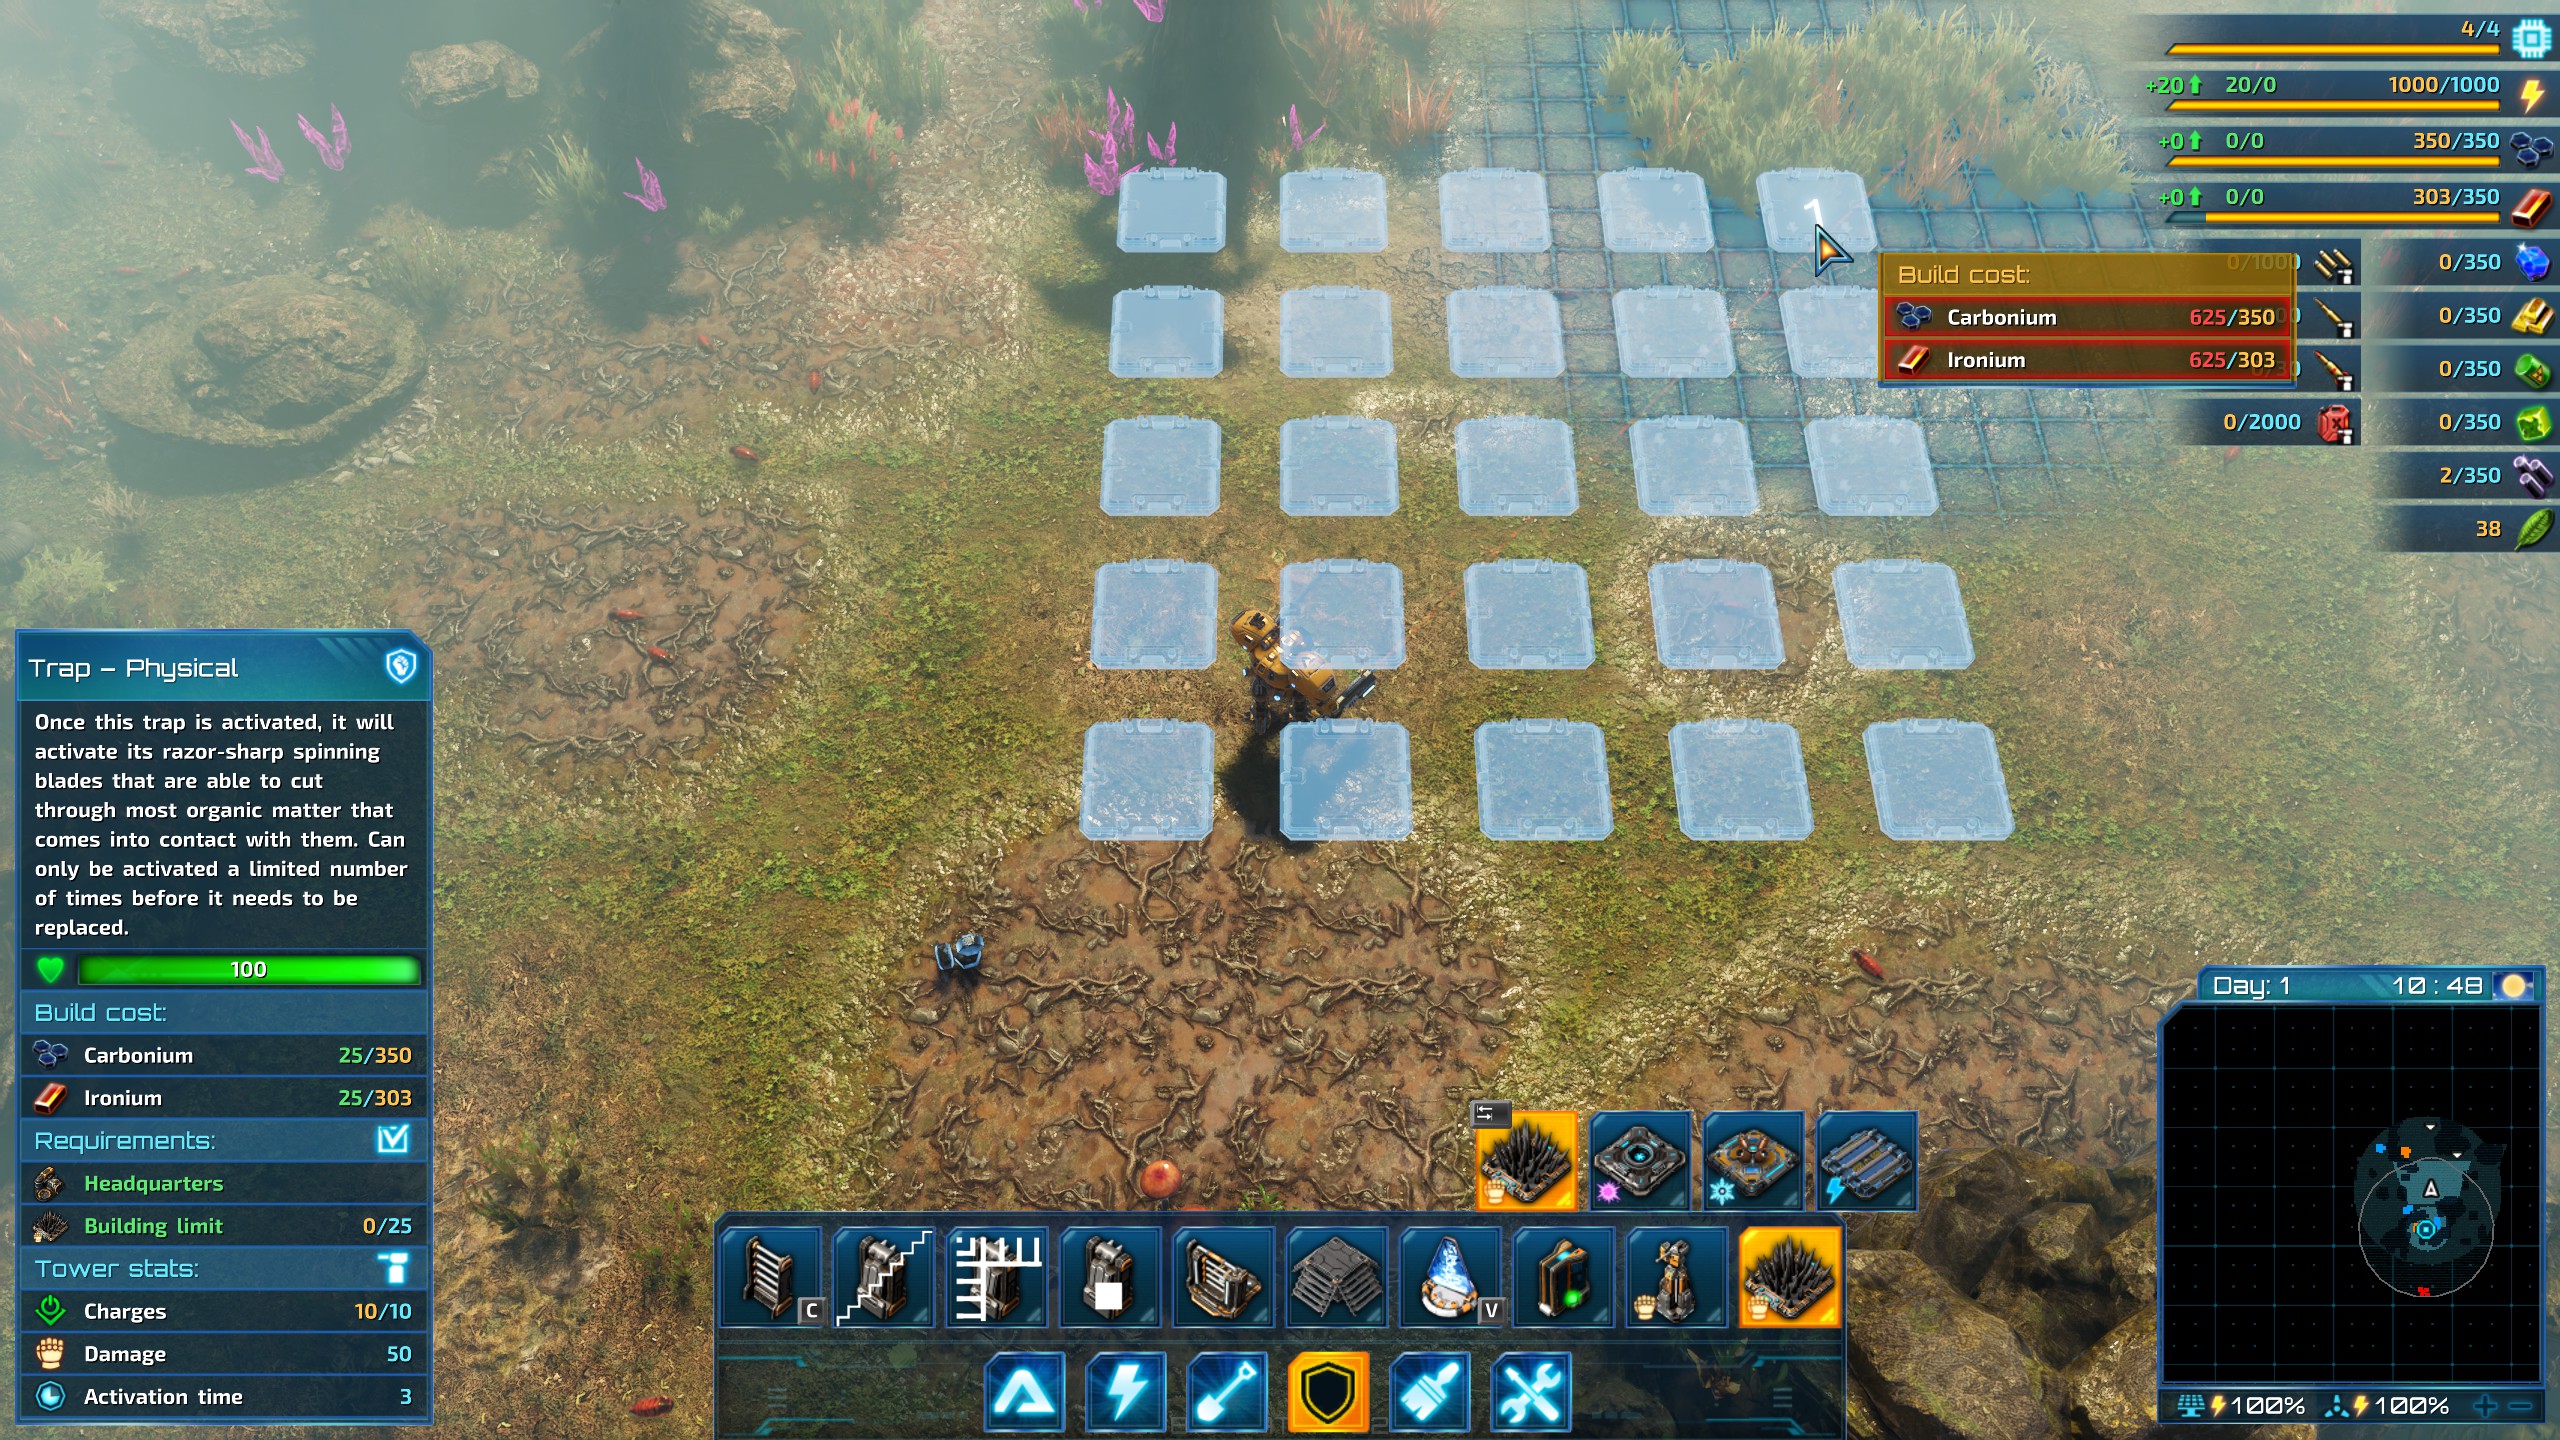 4/4
+20 20/0 1000/1000
+0 0/0 350/350
+0 0/0 303/350
1
0/1000 0/350
Build cost:
Carbonium 625/350
0/350
Ironium 625/303
0/350
0/2000 0/350
2/350
38
Trap – Physical
Once this trap is activated, it will
activate its razor-sharp spinning
blades that are able to cut
through most organic matter that
comes into contact with them. Can
only be activated a limited number
of times before it needs to be
replaced.
100
Build cost:
Carbonium 25/350
Ironium 25/303
Requirements:
Headquarters
Building limit 0/25
Tower stats:
Charges 10/10
Damage 50
Activation time 3
C
V
Day: 1 10 : 48
100% 100%